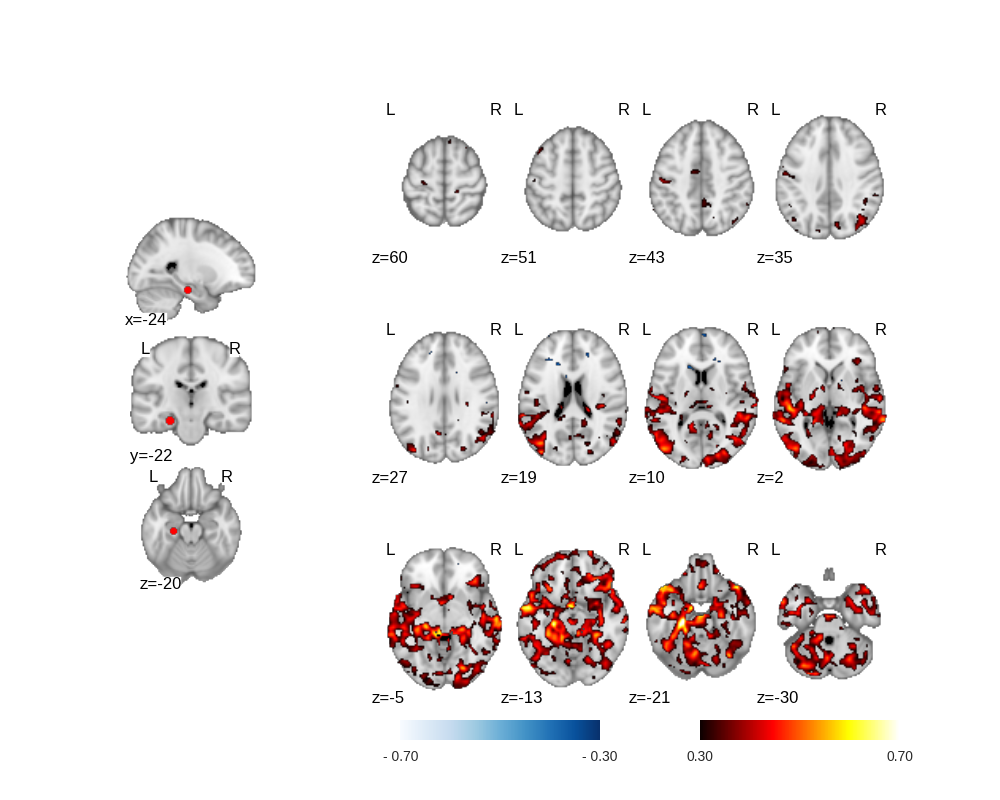 L R L R L R L R
z=60 z=51 z=43 z=35
x=-24
L R
y=-22
L R
z=-20
L R L R L R L R
z=27 z=19 z=10 z=2
L R L R L R L R
z=-5 z=-13 z=-21 z=-30
- 0.70 - 0.30 0.30 0.70